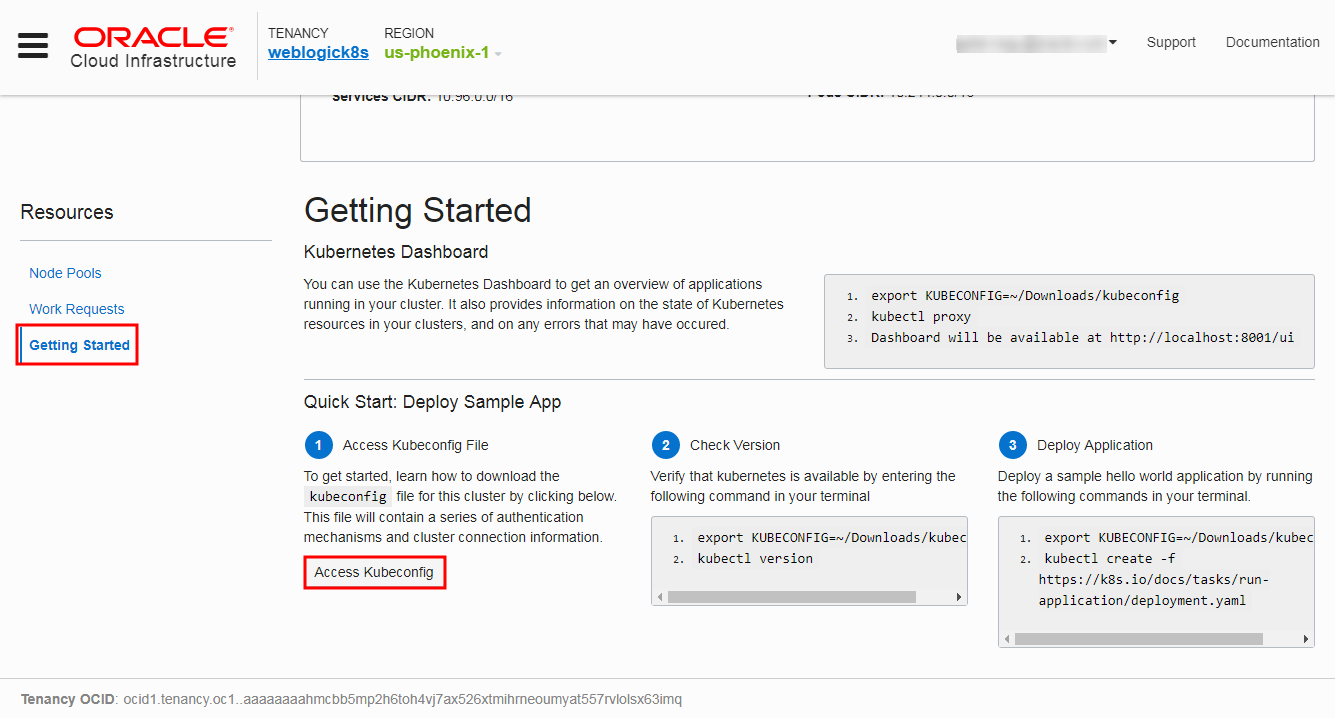 ORACLE®
Cloud Infrastructure
TENANCY
weblogick8s
REGION
us-phoenix-1
Support
Documentation
Services CIDR: 10.96.0.0/16
Resources
Node Pools
Work Requests
Getting Started
Getting Started
Kubernetes Dashboard
You can use the Kubernetes Dashboard to get an overview of applications
running in your cluster. It also provides information on the state of Kubernetes
resources in your clusters, and on any errors that may have occured.
1. export KUBECONFIG=~/Downloads/kubeconfig
2. kubectl proxy
3. Dashboard will be available at http://localhost:8001/ui
Quick Start: Deploy Sample App
1 Access Kubeconfig File
To get started, learn how to download the
kubeconfig file for this cluster by clicking below.
This file will contain a series of authentication
mechanisms and cluster connection information.
Access Kubeconfig
2 Check Version
Verify that kubernetes is available by entering the
following command in your terminal
1. export KUBECONFIG=~/Downloads/kubec
2. kubectl version
3 Deploy Application
Deploy a sample hello world application by running
the following commands in your terminal.
1. export KUBECONFIG=~/Downloads/kubec
2. kubectl create -f
https://k8s.io/docs/tasks/run-
application/deployment.yaml
Tenancy OCID: ocid1.tenancy.oc1..aaaaaaaahmcbb5mp2h6toh4vj7ax526xtmihrneoumyat557rvlolsx63imq